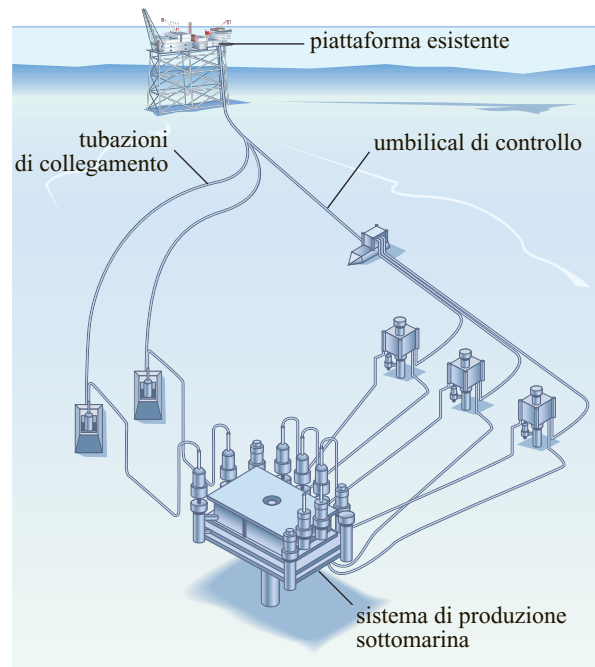 piattaforma esistente
tubazioni
di collegamento
umbilical di controllo
sistema di produzione
sottomarina